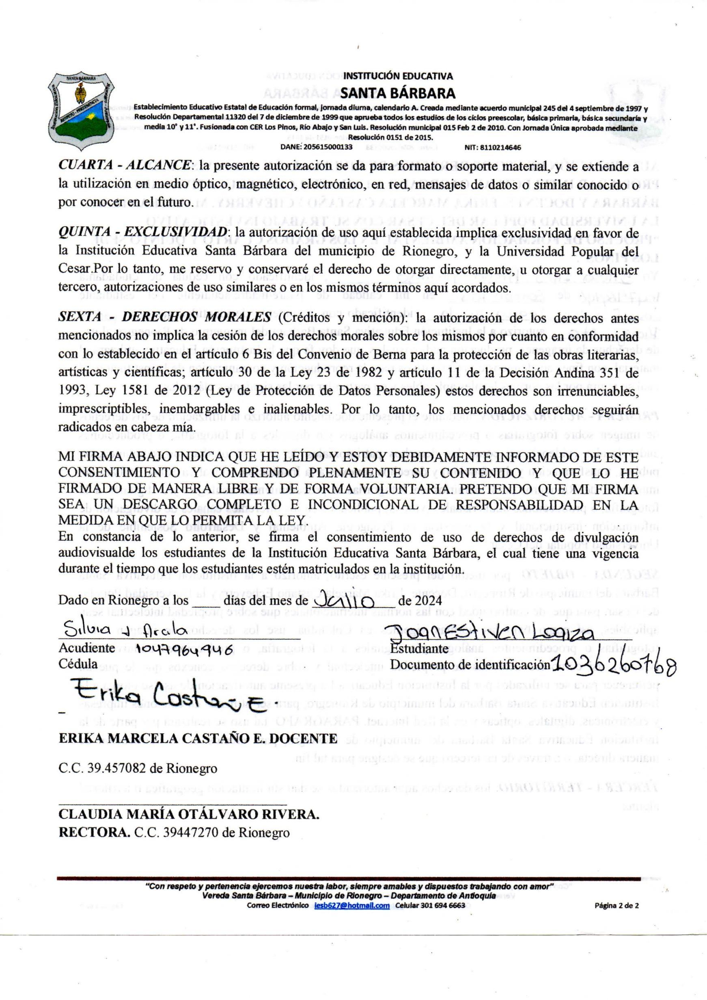 SANTA BÁRBARA
RESPETO - PERTENENCIA
INSTITUCIÓN EDUCATIVA
SANTA BÁRBARA
Establecimiento Educativo Estatal de Educación formal, jornada diurna, calendario A. Creada mediante acuerdo municipal 245 del 4 septiembre de 1997 y
Resolución Departamental 11320 del 7 de diciembre de 1999 que aprueba todos los estudios de los ciclos preescolar, básica primaria, básica secundaria y
media 10° y 11°. Fusionada con CER Los Pinos, Río Abajo y San Luis. Resolución municipal 015 Feb 2 de 2010. Con Jornada Única aprobada mediante
Resolución 0151 de 2015.
DANE: 205615000133 NIT: 8110214646
CUARTA - ALCANCE: la presente autorización se da para formato o soporte material, y se extiende a
la utilización en medio óptico, magnético, electrónico, en red, mensajes de datos o similar conocido o
por conocer en el futuro.
QUINTA - EXCLUSIVIDAD: la autorización de uso aquí establecida implica exclusividad en favor de
la Institución Educativa Santa Bárbara del municipio de Rionegro, y la Universidad Popular del
Cesar.Por lo tanto, me reservo y conservaré el derecho de otorgar directamente, u otorgar a cualquier
tercero, autorizaciones de uso similares o en los mismos términos aquí acordados.
SEXTA - DERECHOS MORALES (Créditos y mención): la autorización de los derechos antes
mencionados no implica la cesión de los derechos morales sobre los mismos por cuanto en conformidad
con lo establecido en el artículo 6 Bis del Convenio de Berna para la protección de las obras literarias,
artísticas y científicas; artículo 30 de la Ley 23 de 1982 y artículo 11 de la Decisión Andina 351 de
1993, Ley 1581 de 2012 (Ley de Protección de Datos Personales) estos derechos son irrenunciables,
imprescriptibles, inembargables e inalienables. Por lo tanto, los mencionados derechos seguirán
radicados en cabeza mía.
MI FIRMA ABAJO INDICA QUE HE LEÍDO Y ESTOY DEBIDAMENTE INFORMADO DE ESTE
CONSENTIMIENTO Y COMPRENDO PLENAMENTE SU CONTENIDO Y QUE LO HE
FIRMADO DE MANERA LIBRE Y DE FORMA VOLUNTARIA. PRETENDO QUE MI FIRMA
SEA UN DESCARGO COMPLETO E INCONDICIONAL DE RESPONSABILIDAD EN LA
MEDIDA EN QUE LO PERMITA LA LEY.
En constancia de lo anterior, se firma el consentimiento de uso de derechos de divulgación
audiovisualde los estudiantes de la Institución Educativa Santa Bárbara, el cual tiene una vigencia
durante el tiempo que los estudiantes estén matriculados en la institución.
Dado en Rionegro a los ____ días del mes de Julio de 2024
Silvia J Arcila JoanEstiven Loaiza
Acudiente 1047964946 Estudiante
Cédula Documento de identificación 1036260768
Erika Castaño E.
ERIKA MARCELA CASTAÑO E. DOCENTE
C.C. 39.457082 de Rionegro
CLAUDIA MARÍA OTÁLVARO RIVERA.
RECTORA. C.C. 39447270 de Rionegro
"Con respeto y pertenencia ejercemos nuestra labor, siempre amables y dispuestos trabajando con amor"
Vereda Santa Bárbara – Municipio de Rionegro – Departamento de Antioquia
Correo Electrónico iesb627@hotmail.com Celular 301 694 6663 Página 2 de 2